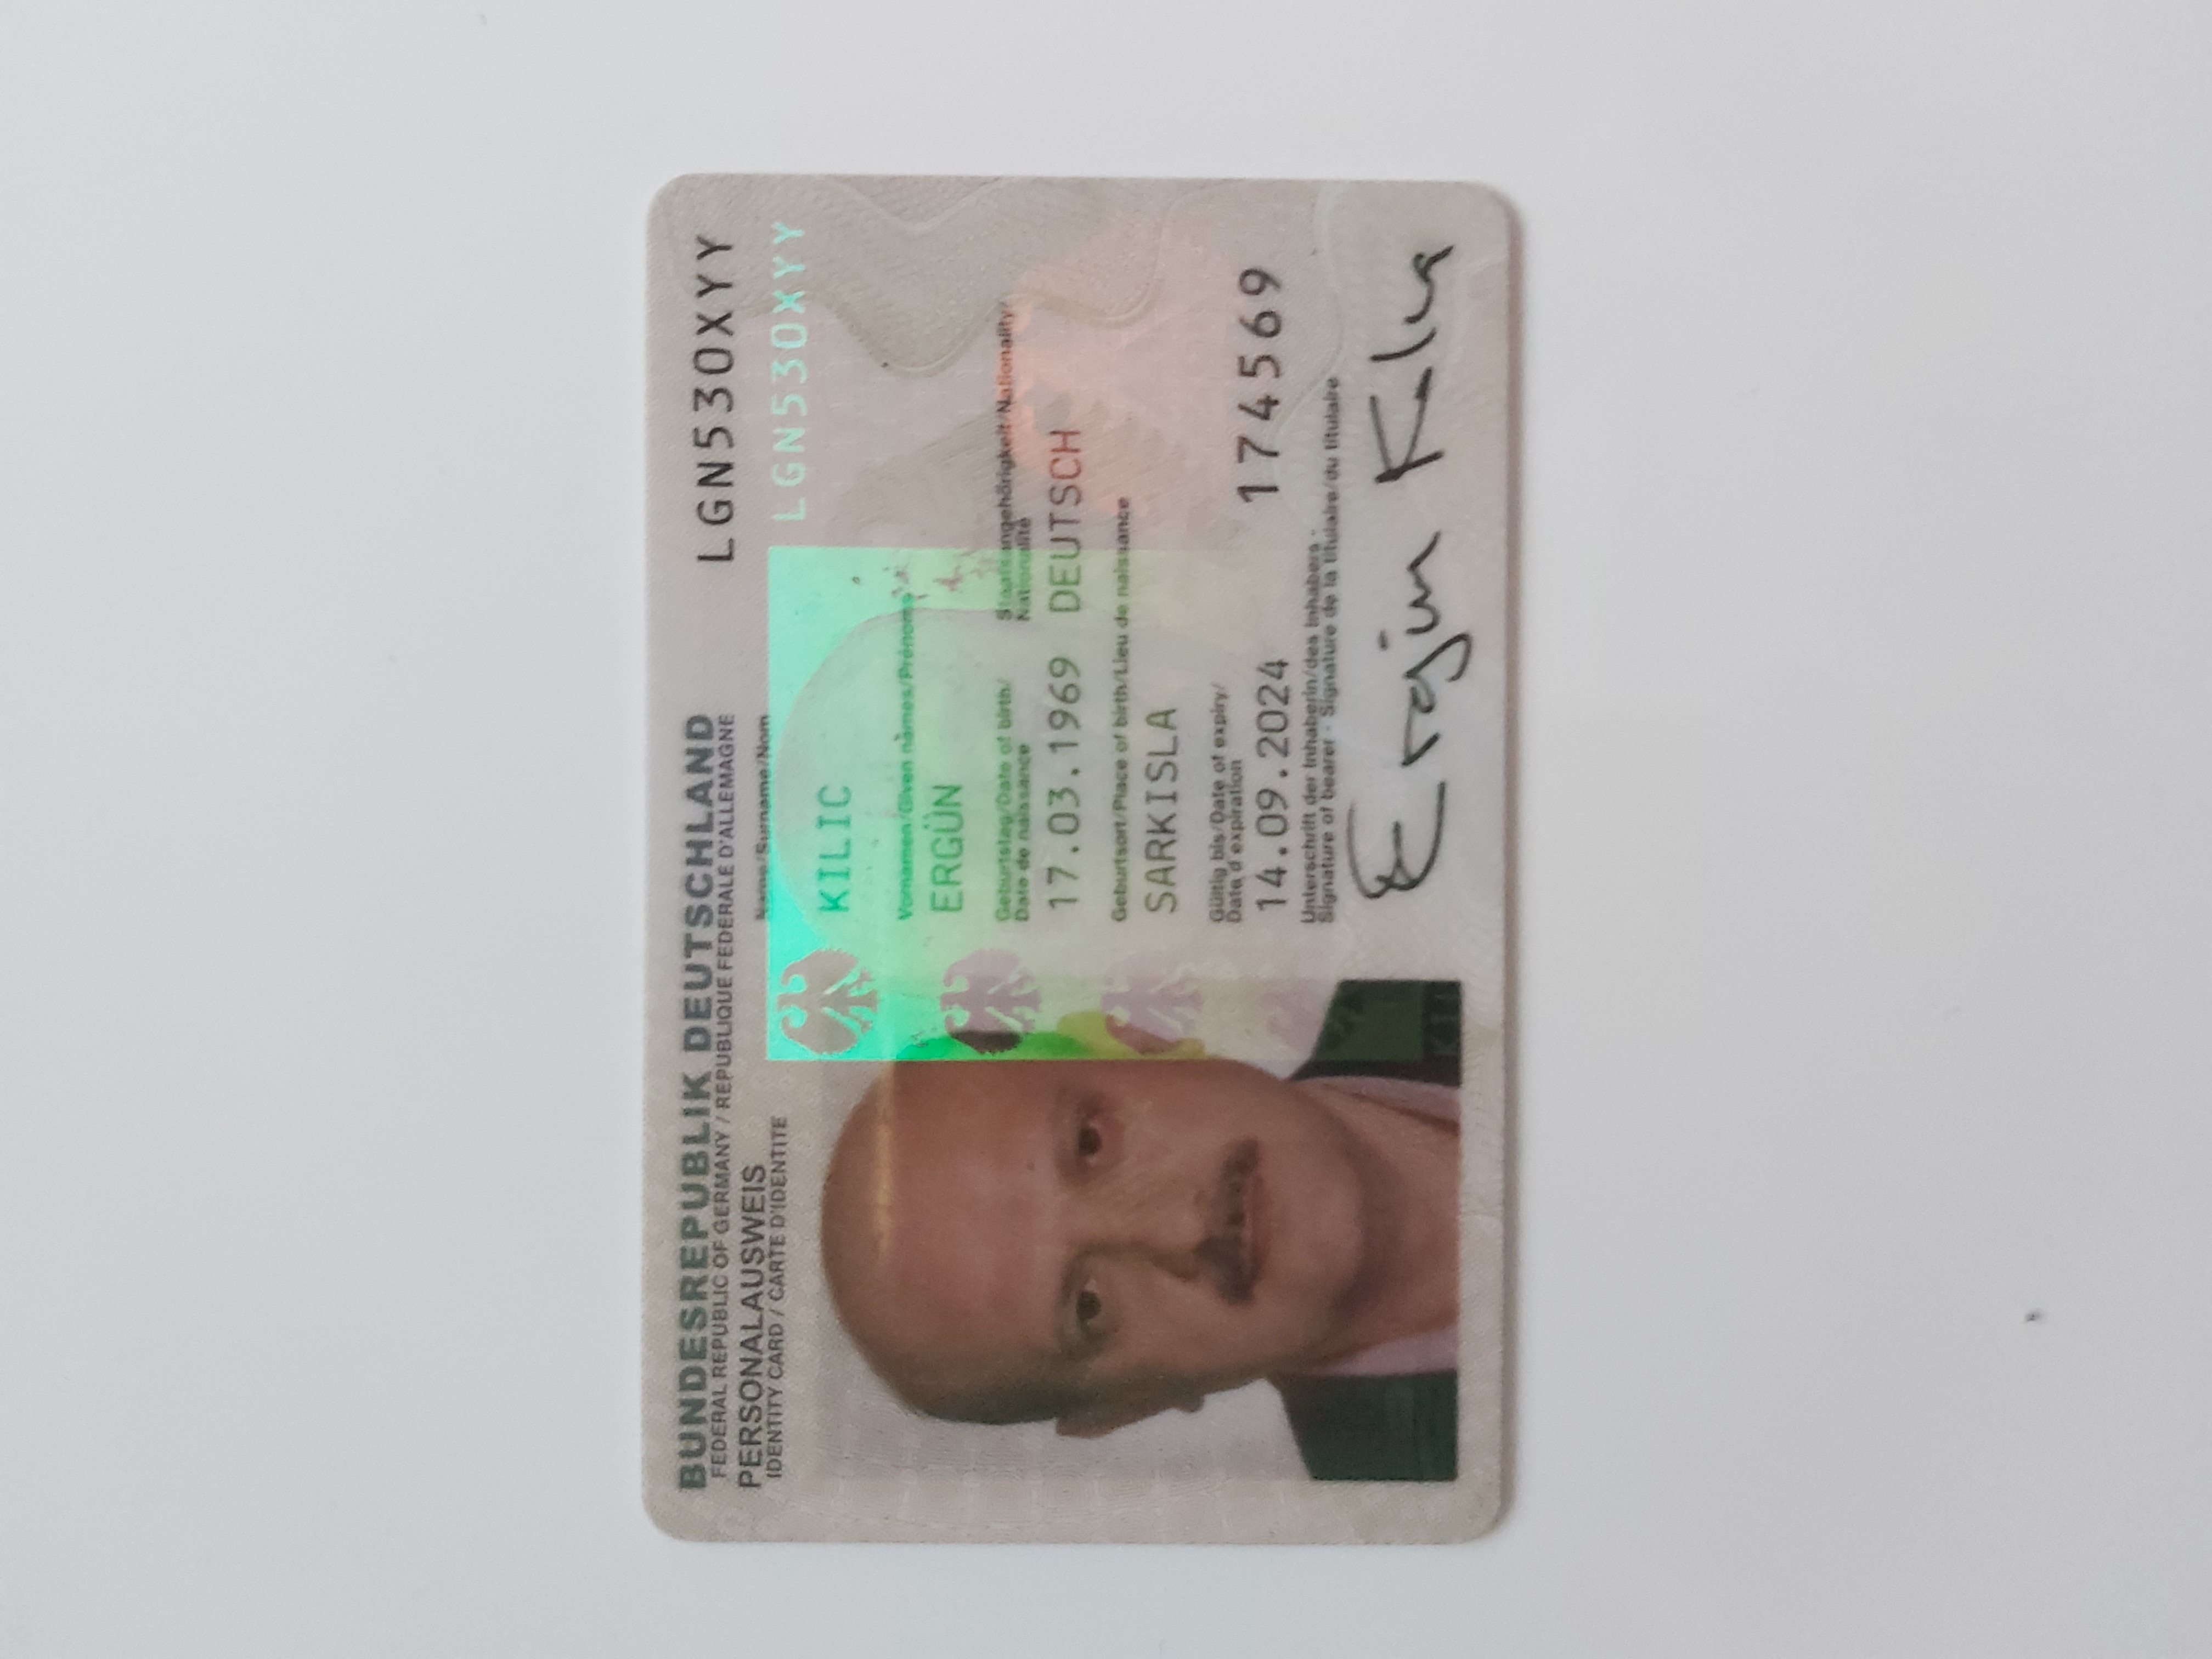 BUNDESREPUBLIK DEUTSCHLAND
FEDERAL REPUBLIC OF GERMANY / REPUBLIQUE FEDERALE D'ALLEMAGNE
PERSONALAUSWEIS
IDENTITY CARD / CARTE D'IDENTITE
LGN530XYY
LGN530XYY
Name/Surname/Nom
KILIC
Vornamen/Given names/Prénoms
ERGÜN
Geburtstag/Date of birth/
Date de naissance
Staatsangehörigkeit/Nationality/
Nationalité
17.03.1969 DEUTSCH
Geburtsort/Place of birth/Lieu de naissance
SARKISLA
Gültig bis/Date of expiry/
Date d'expiration
14.09.2024
174569
Unterschrift der Inhaberin/des Inhabers -
Signature of bearer - Signature de la titulaire/du titulaire
Ergün Kilic